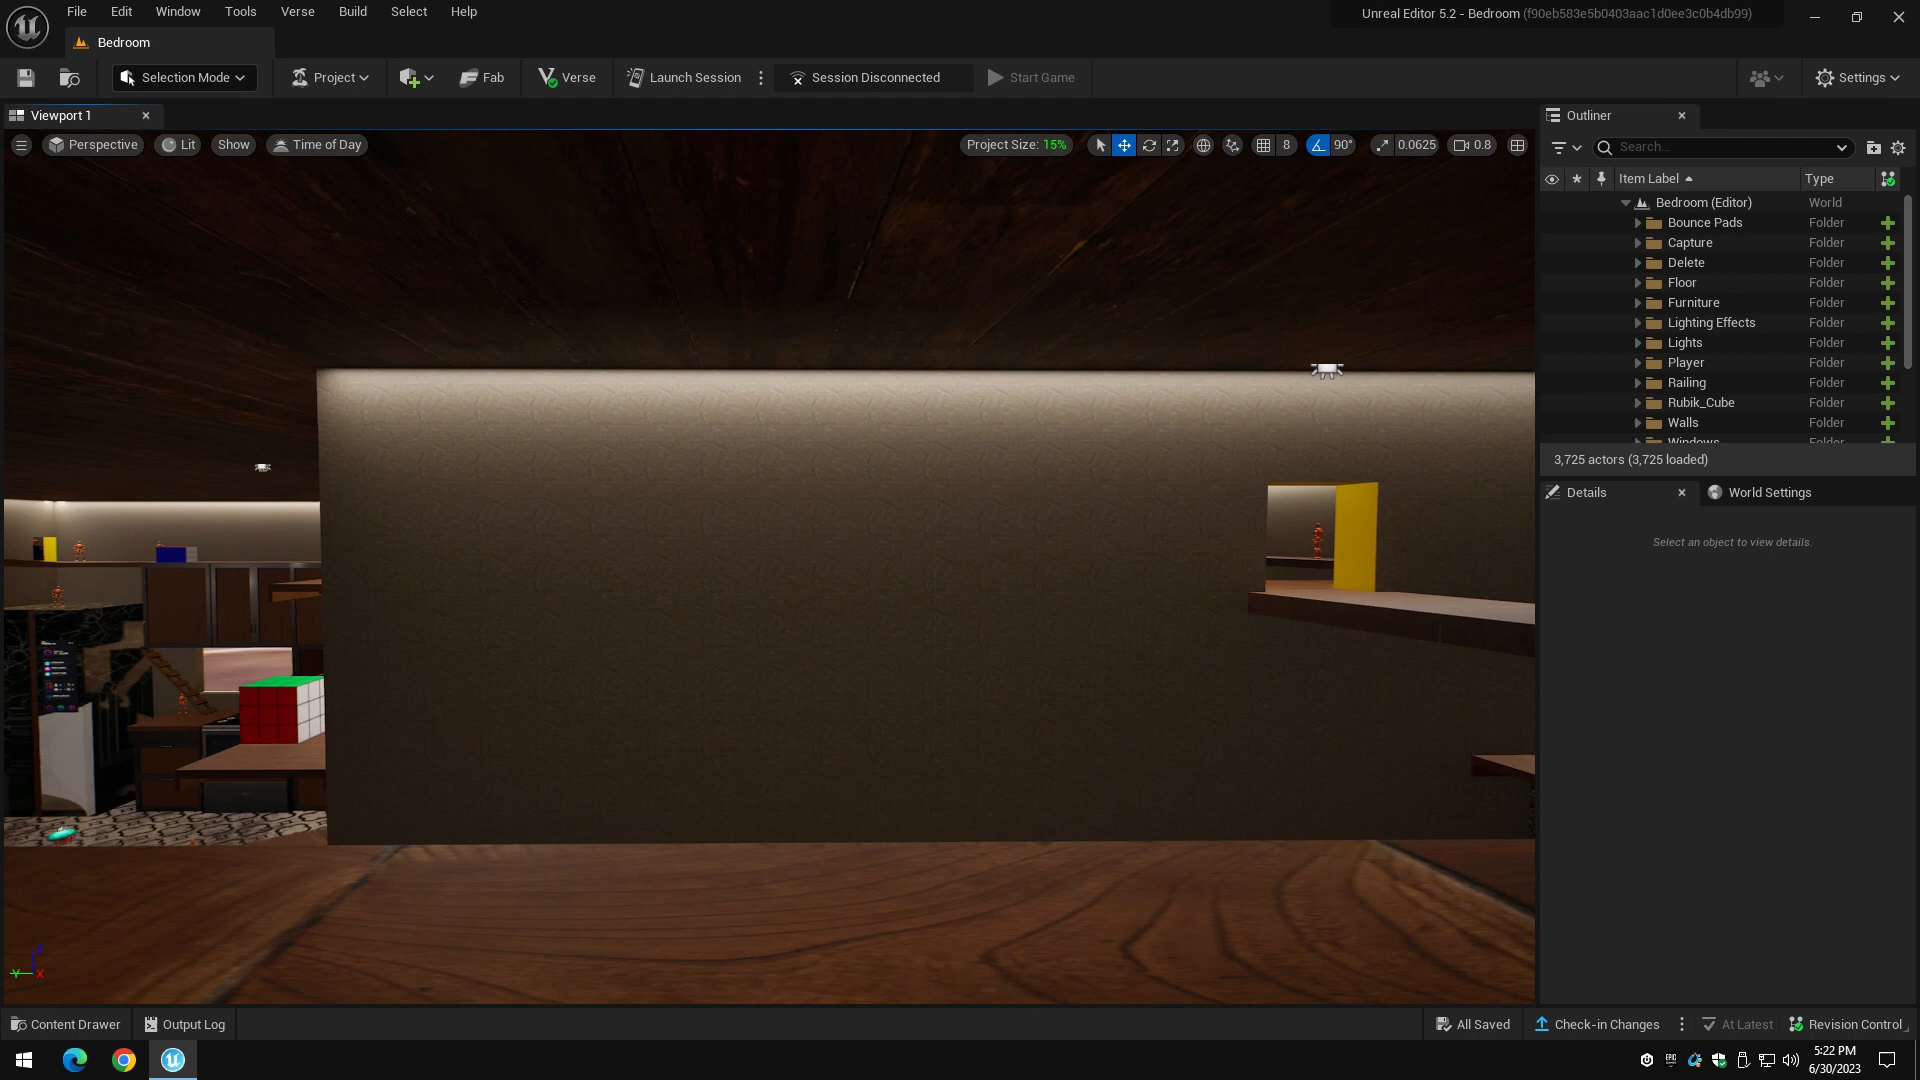 File Edit Window Tools Verse Build Select Help
Unreal Editor 5.2 - Bedroom (f90eb583e5b0403aac1d0ee3c0b4db99)
Bedroom
Selection Mode
Project
Fab
Verse
Launch Session
Session Disconnected
Start Game
Settings
Viewport 1
Perspective
Lit
Show
Time of Day
Project Size: 15%
8
90°
0.0625
0.8
Outliner
Search...
Item Label Type
Bedroom (Editor) World
Bounce Pads Folder
Capture Folder
Delete Folder
Floor Folder
Furniture Folder
Lighting Effects Folder
Lights Folder
Player Folder
Railing Folder
Rubik_Cube Folder
Walls Folder
Windows Folder
3,725 actors (3,725 loaded)
Details
World Settings
Select an object to view details.
Z
Y X
Content Drawer
Output Log
All Saved
Check-in Changes
At Latest
Revision Control
EPIC
5:22 PM
6/30/2023